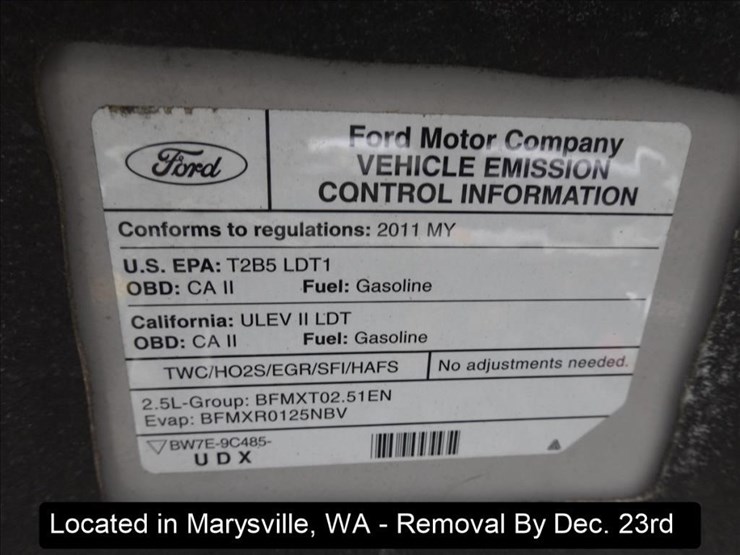 Ford
Ford Motor Company
VEHICLE EMISSION
CONTROL INFORMATION
Conforms to regulations: 2011 MY
U.S. EPA: T2B5 LDT1
OBD: CA II Fuel: Gasoline
California: ULEV II LDT
OBD: CA II Fuel: Gasoline
TWC/HO2S/EGR/SFI/HAFS No adjustments needed.
2.5L-Group: BFMXT02.51EN
Evap: BFMXR0125NBV
BW7E-9C485-
UDX
Located in Marysville, WA - Removal By Dec. 23rd